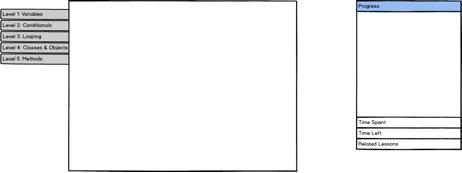 Level 1: Variables
Level 2: Conditionals
Level 3: Looping
Level 4: Classes & Objects
Level 5: Methods
Progress
Time Spent
Time Left
Related Lessons